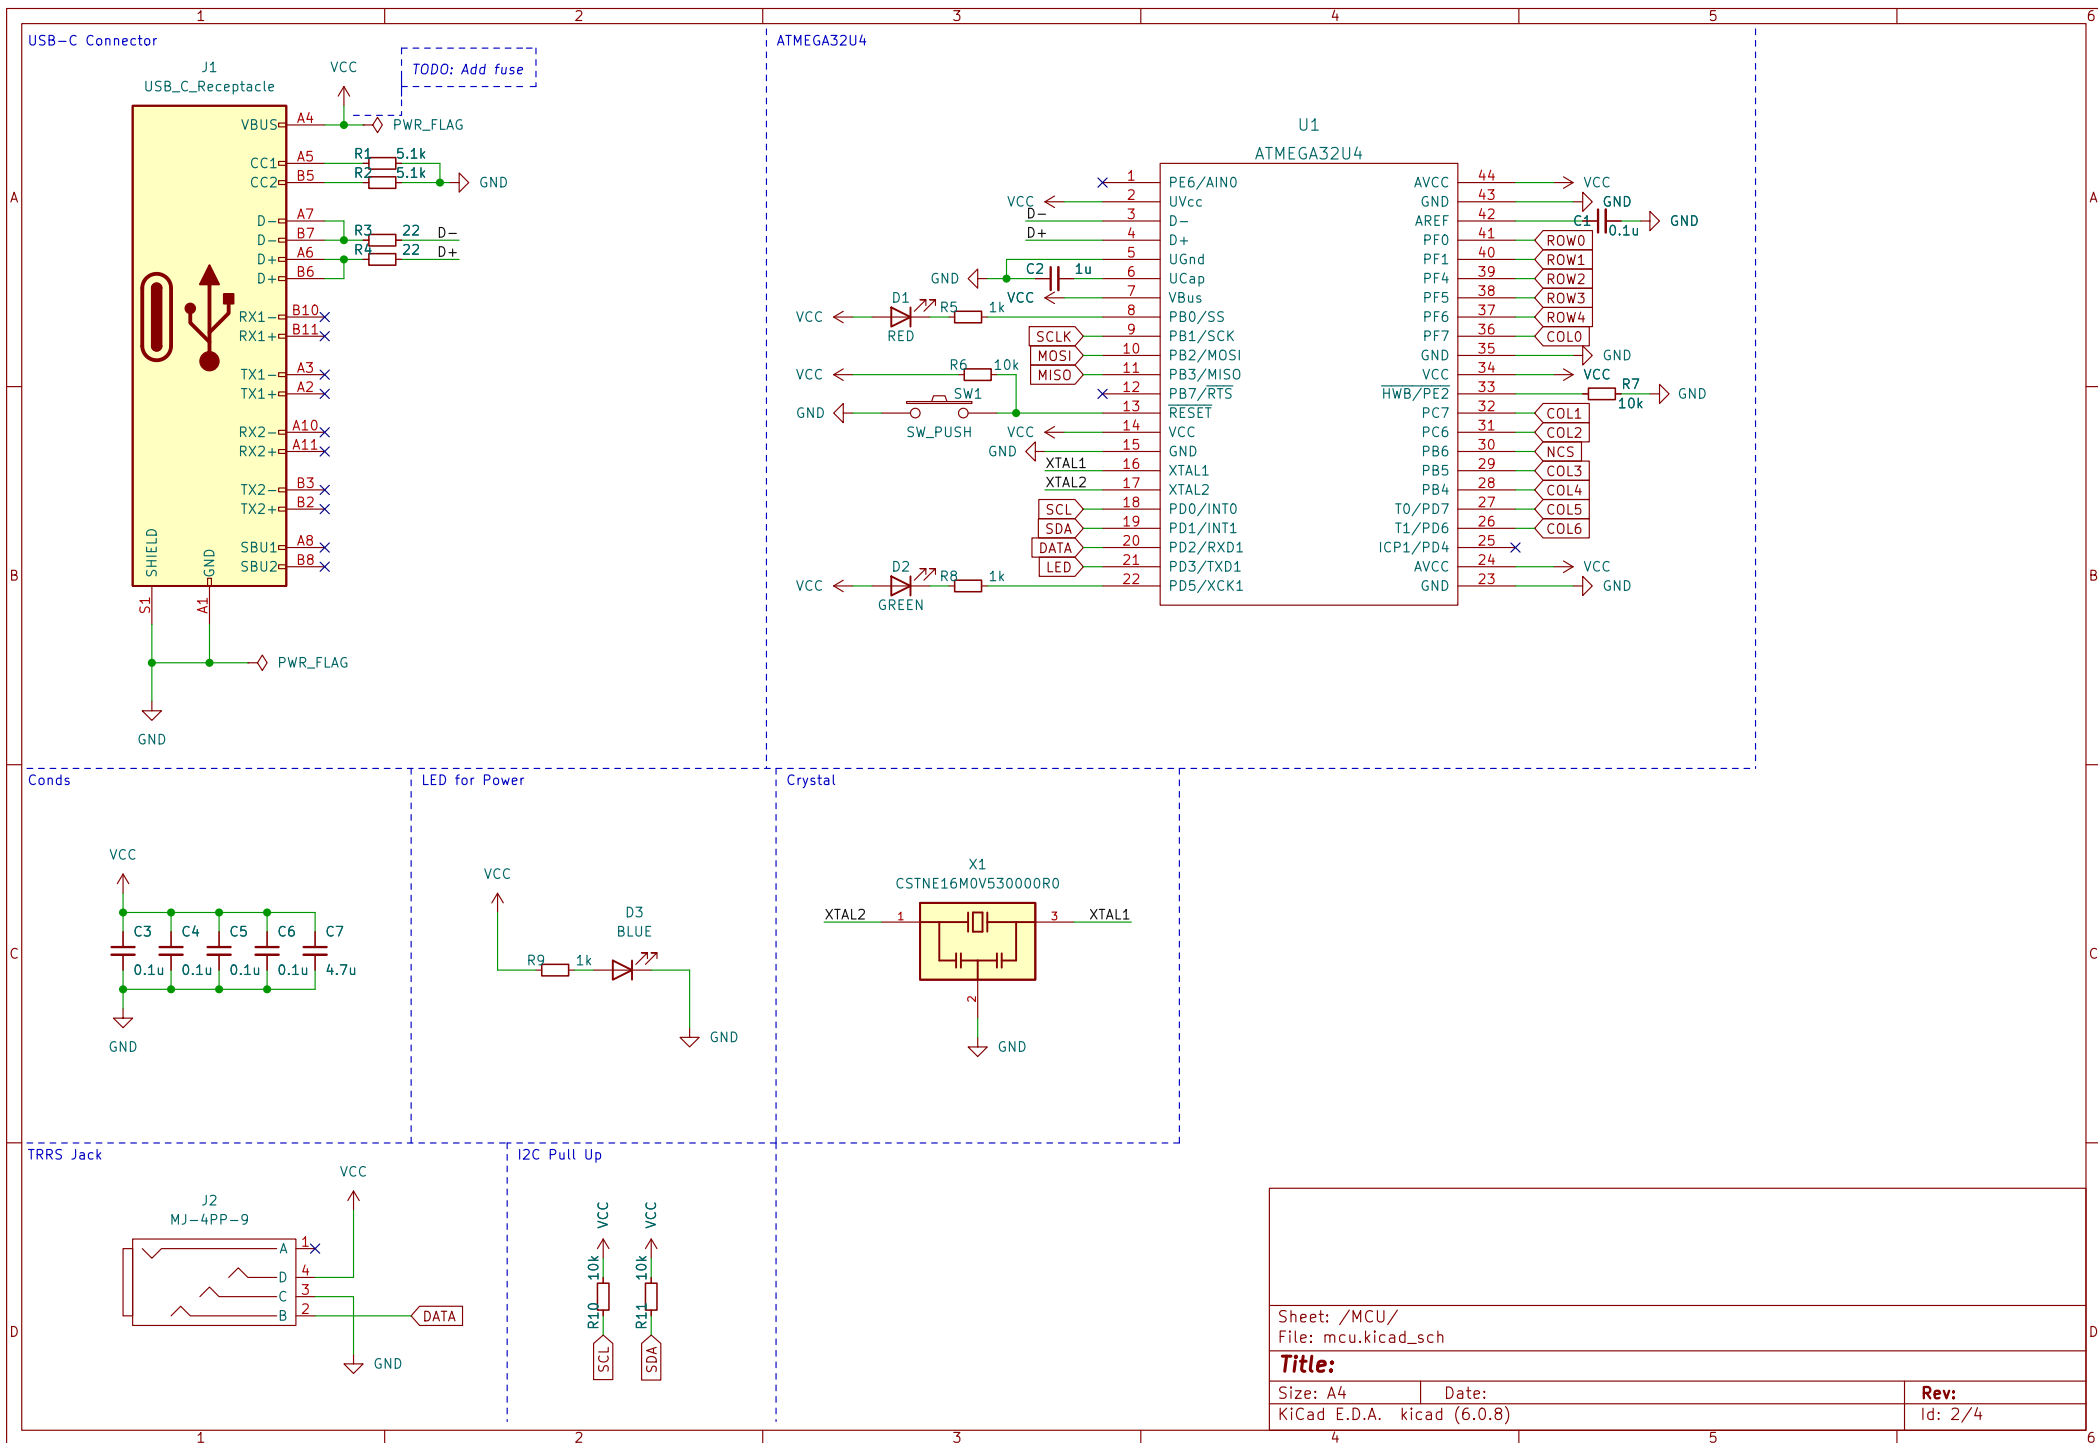 1 2 3 4 5 6
A
B
C
D
USB-C Connector
J1
USB_C_Receptacle
VCC
TODO: Add fuse
VBUS A4
PWR_FLAG
CC1 A5 R1 5.1k
CC2 B5 R2 5.1k
GND
D- A7
D- B7 R3 22 D-
D+ A6 R4 22 D+
D+ B6
RX1- B10
RX1+ B11
TX1- A3
TX1+ A2
RX2- A10
RX2+ A11
TX2- B3
TX2+ B2
SBU1 A8
SBU2 B8
SHIELD
GND
S1
A1
PWR_FLAG
GND
ATMEGA32U4
U1
ATMEGA32U4
1 PE6/AIN0
VCC 2 UVcc
D- 3 D-
D+ 4 D+
5 UGnd
GND C2 1u 6 UCap
VCC 7 VBus
VCC D1 RED R5 1k 8 PB0/SS
SCLK 9 PB1/SCK
MOSI 10 PB2/MOSI
VCC R6 10k MISO 11 PB3/MISO
12 PB7/RTS
GND SW1 SW_PUSH 13 RESET
VCC 14 VCC
GND 15 GND
XTAL1 16 XTAL1
XTAL2 17 XTAL2
SCL 18 PD0/INT0
SDA 19 PD1/INT1
DATA 20 PD2/RXD1
LED 21 PD3/TXD1
VCC D2 GREEN R8 1k 22 PD5/XCK1
AVCC 44 VCC
GND 43 GND
AREF 42 C1 0.1u GND
PF0 41 ROW0
PF1 40 ROW1
PF4 39 ROW2
PF5 38 ROW3
PF6 37 ROW4
PF7 36 COL0
GND 35 GND
VCC 34 VCC
HWB/PE2 33 R7 10k GND
PC7 32 COL1
PC6 31 COL2
PB6 30 NCS
PB5 29 COL3
PB4 28 COL4
T0/PD7 27 COL5
T1/PD6 26 COL6
ICP1/PD4 25
AVCC 24 VCC
GND 23 GND
Conds
VCC
C3 C4 C5 C6 C7
0.1u 0.1u 0.1u 0.1u 4.7u
GND
LED for Power
VCC
D3
BLUE
R9 1k
GND
Crystal
X1
CSTNE16M0V530000R0
XTAL2 1 3 XTAL1
2
GND
TRRS Jack
VCC
J2
MJ-4PP-9
A 1
D 4
C 3
B 2
DATA
GND
I2C Pull Up
VCC VCC
10k 10k
R10 R11
SCL SDA
Sheet: /MCU/
File: mcu.kicad_sch
Title:
Size: A4 Date: Rev:
KiCad E.D.A. kicad (6.0.8) Id: 2/4
A
B
C
D
1 2 3 4 5 6